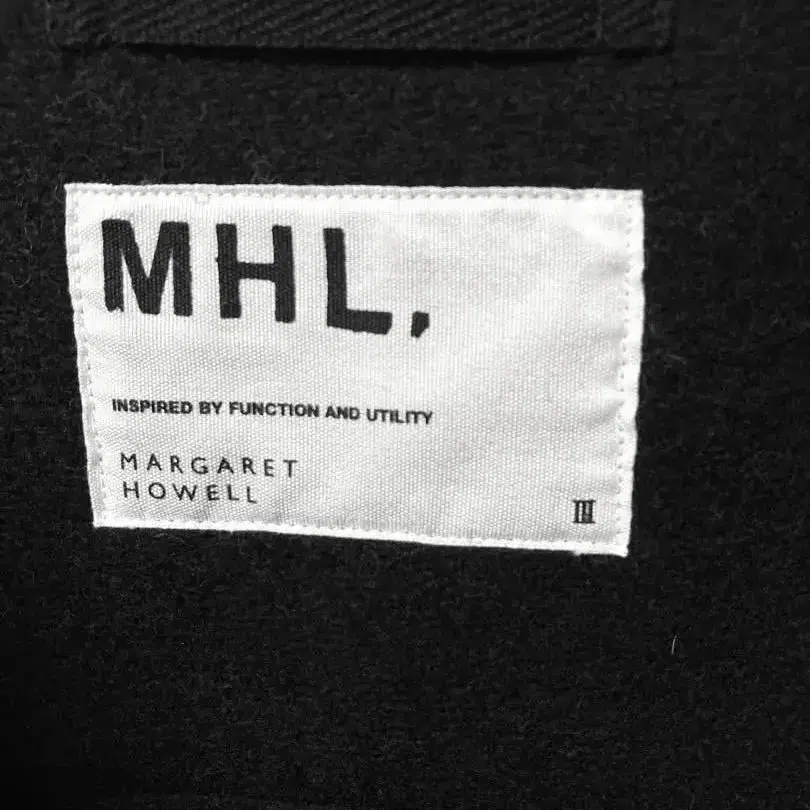 MHL.
INSPIRED BY FUNCTION AND UTILITY
MARGARET
HOWELL
III